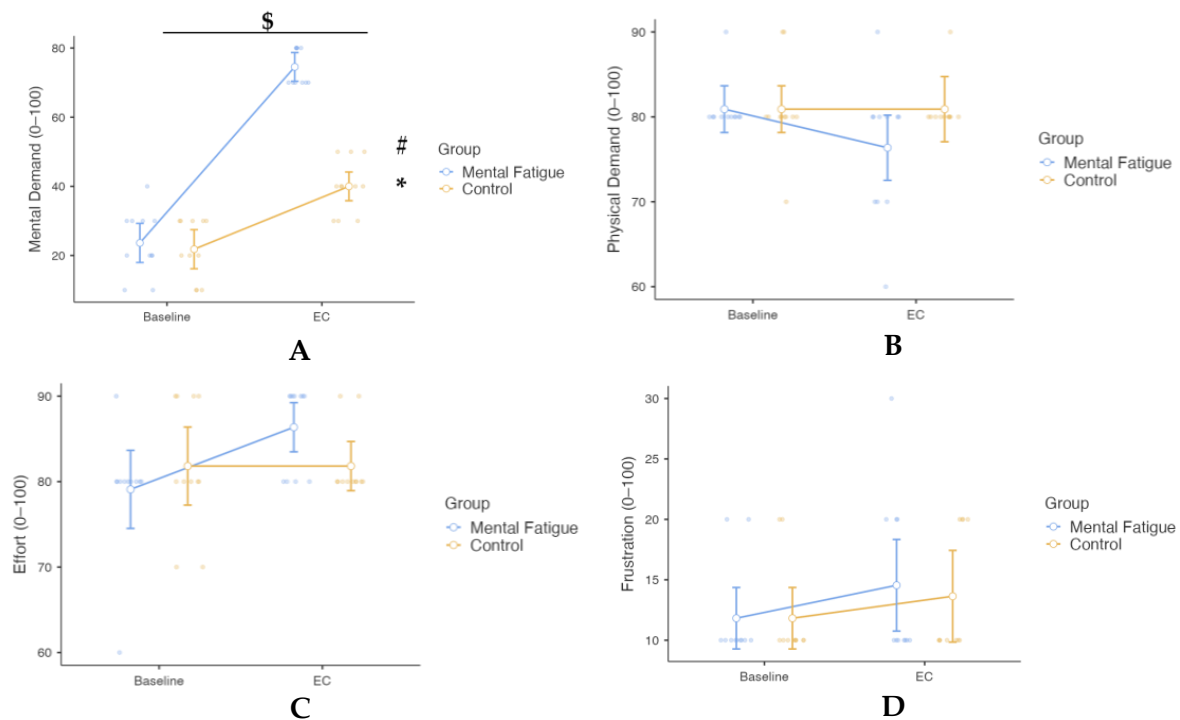 $
80
60
40
20
Mental Demand (0–100)
Baseline
EC
#
*
Group
Mental Fatigue
Control
A
90
80
70
60
Physical Demand (0–100)
Baseline
EC
Group
Mental Fatigue
Control
B
90
80
70
60
Effort (0–100)
Baseline
EC
Group
Mental Fatigue
Control
C
30
25
20
15
10
Frustration (0–100)
Baseline
EC
Group
Mental Fatigue
Control
D